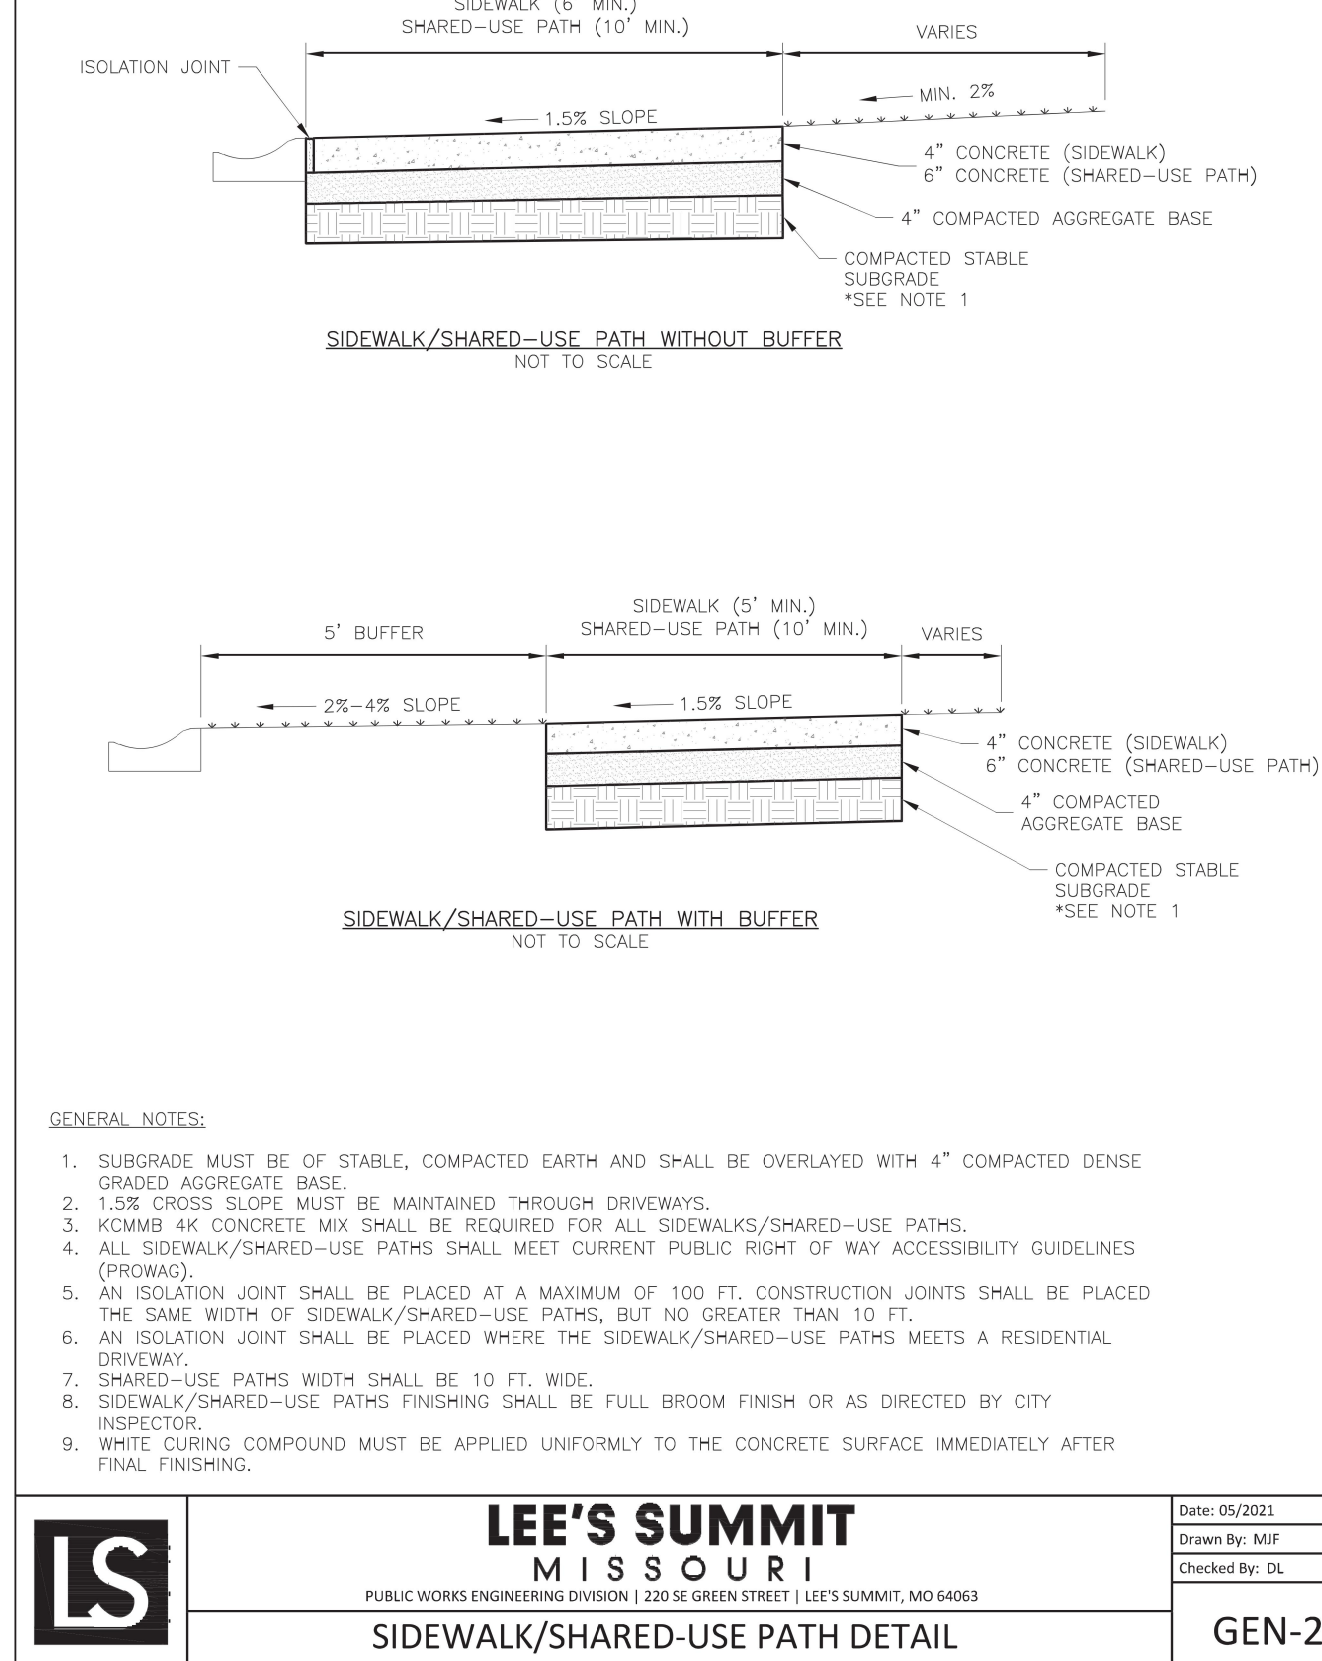 SIDEWALK (6' MIN.)
SHARED-USE PATH (10' MIN.)
VARIES
ISOLATION JOINT
MIN. 2%
1.5% SLOPE
4" CONCRETE (SIDEWALK)
6" CONCRETE (SHARED-USE PATH)
4" COMPACTED AGGREGATE BASE
COMPACTED STABLE
SUBGRADE
*SEE NOTE 1
SIDEWALK/SHARED-USE PATH WITHOUT BUFFER
NOT TO SCALE
SIDEWALK (5' MIN.)
SHARED-USE PATH (10' MIN.)
5' BUFFER
VARIES
2%-4% SLOPE
1.5% SLOPE
4" CONCRETE (SIDEWALK)
6" CONCRETE (SHARED-USE PATH)
4" COMPACTED
AGGREGATE BASE
COMPACTED STABLE
SUBGRADE
*SEE NOTE 1
SIDEWALK/SHARED-USE PATH WITH BUFFER
NOT TO SCALE
GENERAL NOTES:
1. SUBGRADE MUST BE OF STABLE, COMPACTED EARTH AND SHALL BE OVERLAYED WITH 4" COMPACTED DENSE
GRADED AGGREGATE BASE.
2. 1.5% CROSS SLOPE MUST BE MAINTAINED THROUGH DRIVEWAYS.
3. KCMMB 4K CONCRETE MIX SHALL BE REQUIRED FOR ALL SIDEWALKS/SHARED-USE PATHS.
4. ALL SIDEWALK/SHARED-USE PATHS SHALL MEET CURRENT PUBLIC RIGHT OF WAY ACCESSIBILITY GUIDELINES
(PROWAG).
5. AN ISOLATION JOINT SHALL BE PLACED AT A MAXIMUM OF 100 FT. CONSTRUCTION JOINTS SHALL BE PLACED
THE SAME WIDTH OF SIDEWALK/SHARED-USE PATHS, BUT NO GREATER THAN 10 FT.
6. AN ISOLATION JOINT SHALL BE PLACED WHERE THE SIDEWALK/SHARED-USE PATHS MEETS A RESIDENTIAL
DRIVEWAY.
7. SHARED-USE PATHS WIDTH SHALL BE 10 FT. WIDE.
8. SIDEWALK/SHARED-USE PATHS FINISHING SHALL BE FULL BROOM FINISH OR AS DIRECTED BY CITY
INSPECTOR.
9. WHITE CURING COMPOUND MUST BE APPLIED UNIFORMLY TO THE CONCRETE SURFACE IMMEDIATELY AFTER
FINAL FINISHING.
LS
LEE'S SUMMIT
MISSOURI
PUBLIC WORKS ENGINEERING DIVISION | 220 SE GREEN STREET | LEE'S SUMMIT, MO 64063
SIDEWALK/SHARED-USE PATH DETAIL
Date: 05/2021
Drawn By: MJF
Checked By: DL
GEN-2